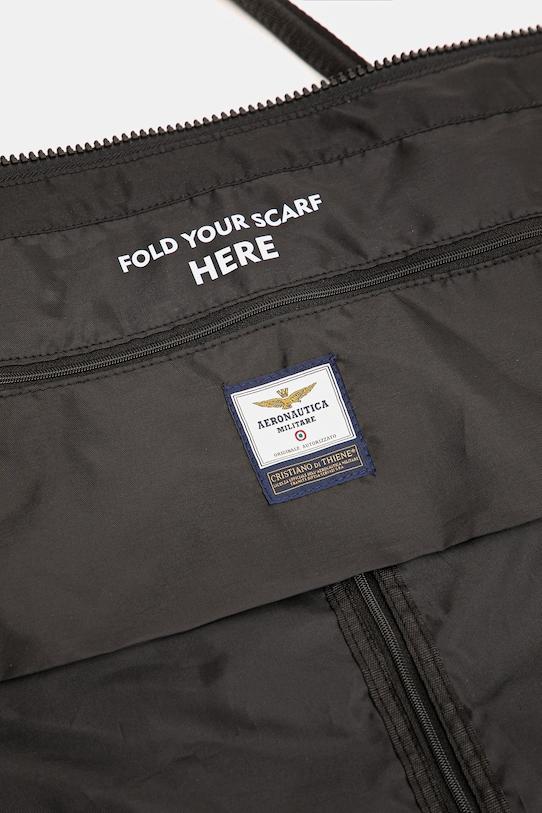 FOLD YOUR SCARF
HERE
AERONAUTICA
MILITARE
ORIGINALE AUTORIZZATO
CRISTIANO DI THIENE®